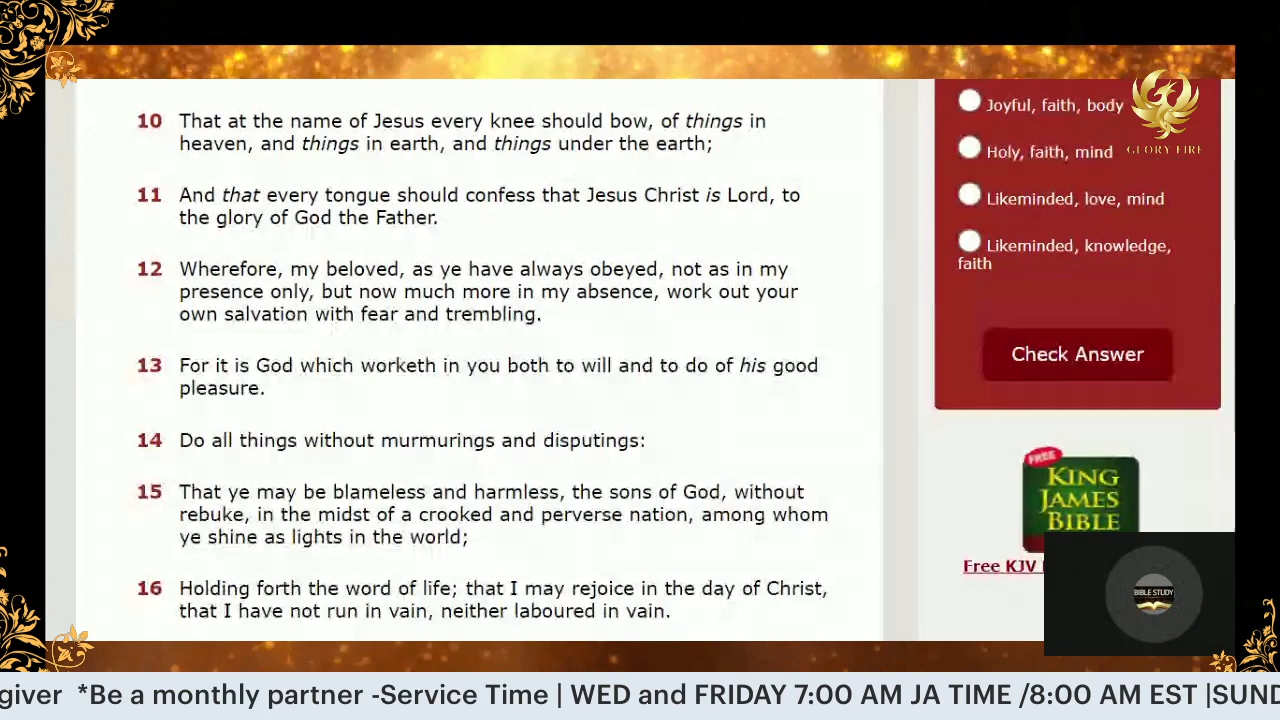 10 That at the name of Jesus every knee should bow, of things in
heaven, and things in earth, and things under the earth;
11 And that every tongue should confess that Jesus Christ is Lord, to
the glory of God the Father.
12 Wherefore, my beloved, as ye have always obeyed, not as in my
presence only, but now much more in my absence, work out your
own salvation with fear and trembling.
13 For it is God which worketh in you both to will and to do of his good
pleasure.
14 Do all things without murmurings and disputings:
15 That ye may be blameless and harmless, the sons of God, without
rebuke, in the midst of a crooked and perverse nation, among whom
ye shine as lights in the world;
16 Holding forth the word of life; that I may rejoice in the day of Christ,
that I have not run in vain, neither laboured in vain.
Joyful, faith, body
Holy, faith, mind
Likeminded, love, mind
Likeminded, knowledge,
faith
Check Answer
GLORY FIRE
FREE
KING
JAMES
BIBLE
Free KJV
BIBLE STUDY
giver *Be a monthly partner -Service Time | WED and FRIDAY 7:00 AM JA TIME /8:00 AM EST |SUND